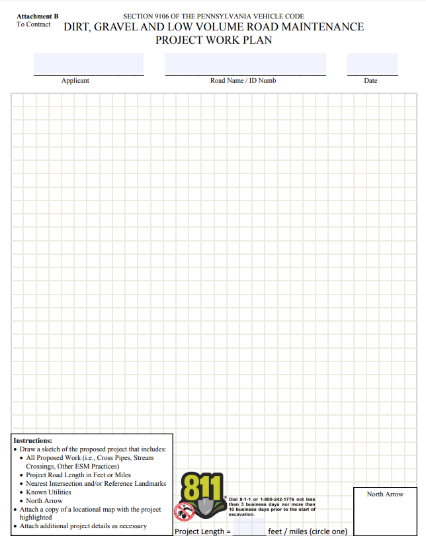 Attachment B
To Contract
SECTION 9106 OF THE PENNSYLVANIA VEHICLE CODE
DIRT, GRAVEL AND LOW VOLUME ROAD MAINTENANCE
PROJECT WORK PLAN
Applicant
Road Name / ID Numb
Date
Instructions:
• Draw a sketch of the proposed project that includes:
• All Proposed Work (i.e., Cross Pipes, Stream
Crossings, Other ESM Practices)
• Project Road Length in Feet or Miles
• Nearest Intersection and/or Reference Landmarks
• Known Utilities
• North Arrow
• Attach a copy of locational map with the project
highlighted
• Attach additional project details as necessary
811
Dial 8-1-1 or 1-800-242-1776 not less
than 3 business days nor more than
10 business days prior to the start of
excavation.
Project Length = feet / miles (circle one)
North Arrow